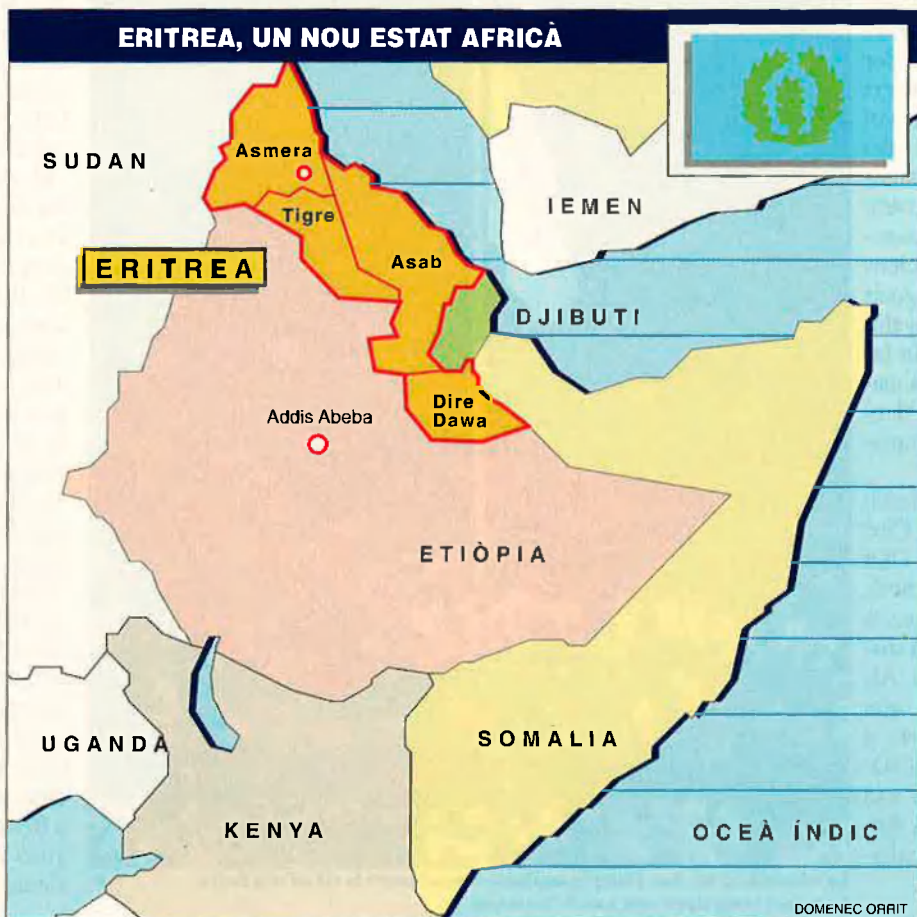 ERITREA, UN NOU ESTAT AFRICÀ
SUDAN
Asmera
IEMEN
Tigre
Asab
ERITREA
DJIBUTI
Dire
Dawa
Addis Abeba
ETIÒPIA
UGANDA
SOMÀLIA
KENYA
OCEÀ ÍNDIC
DOMENEC ORRIT